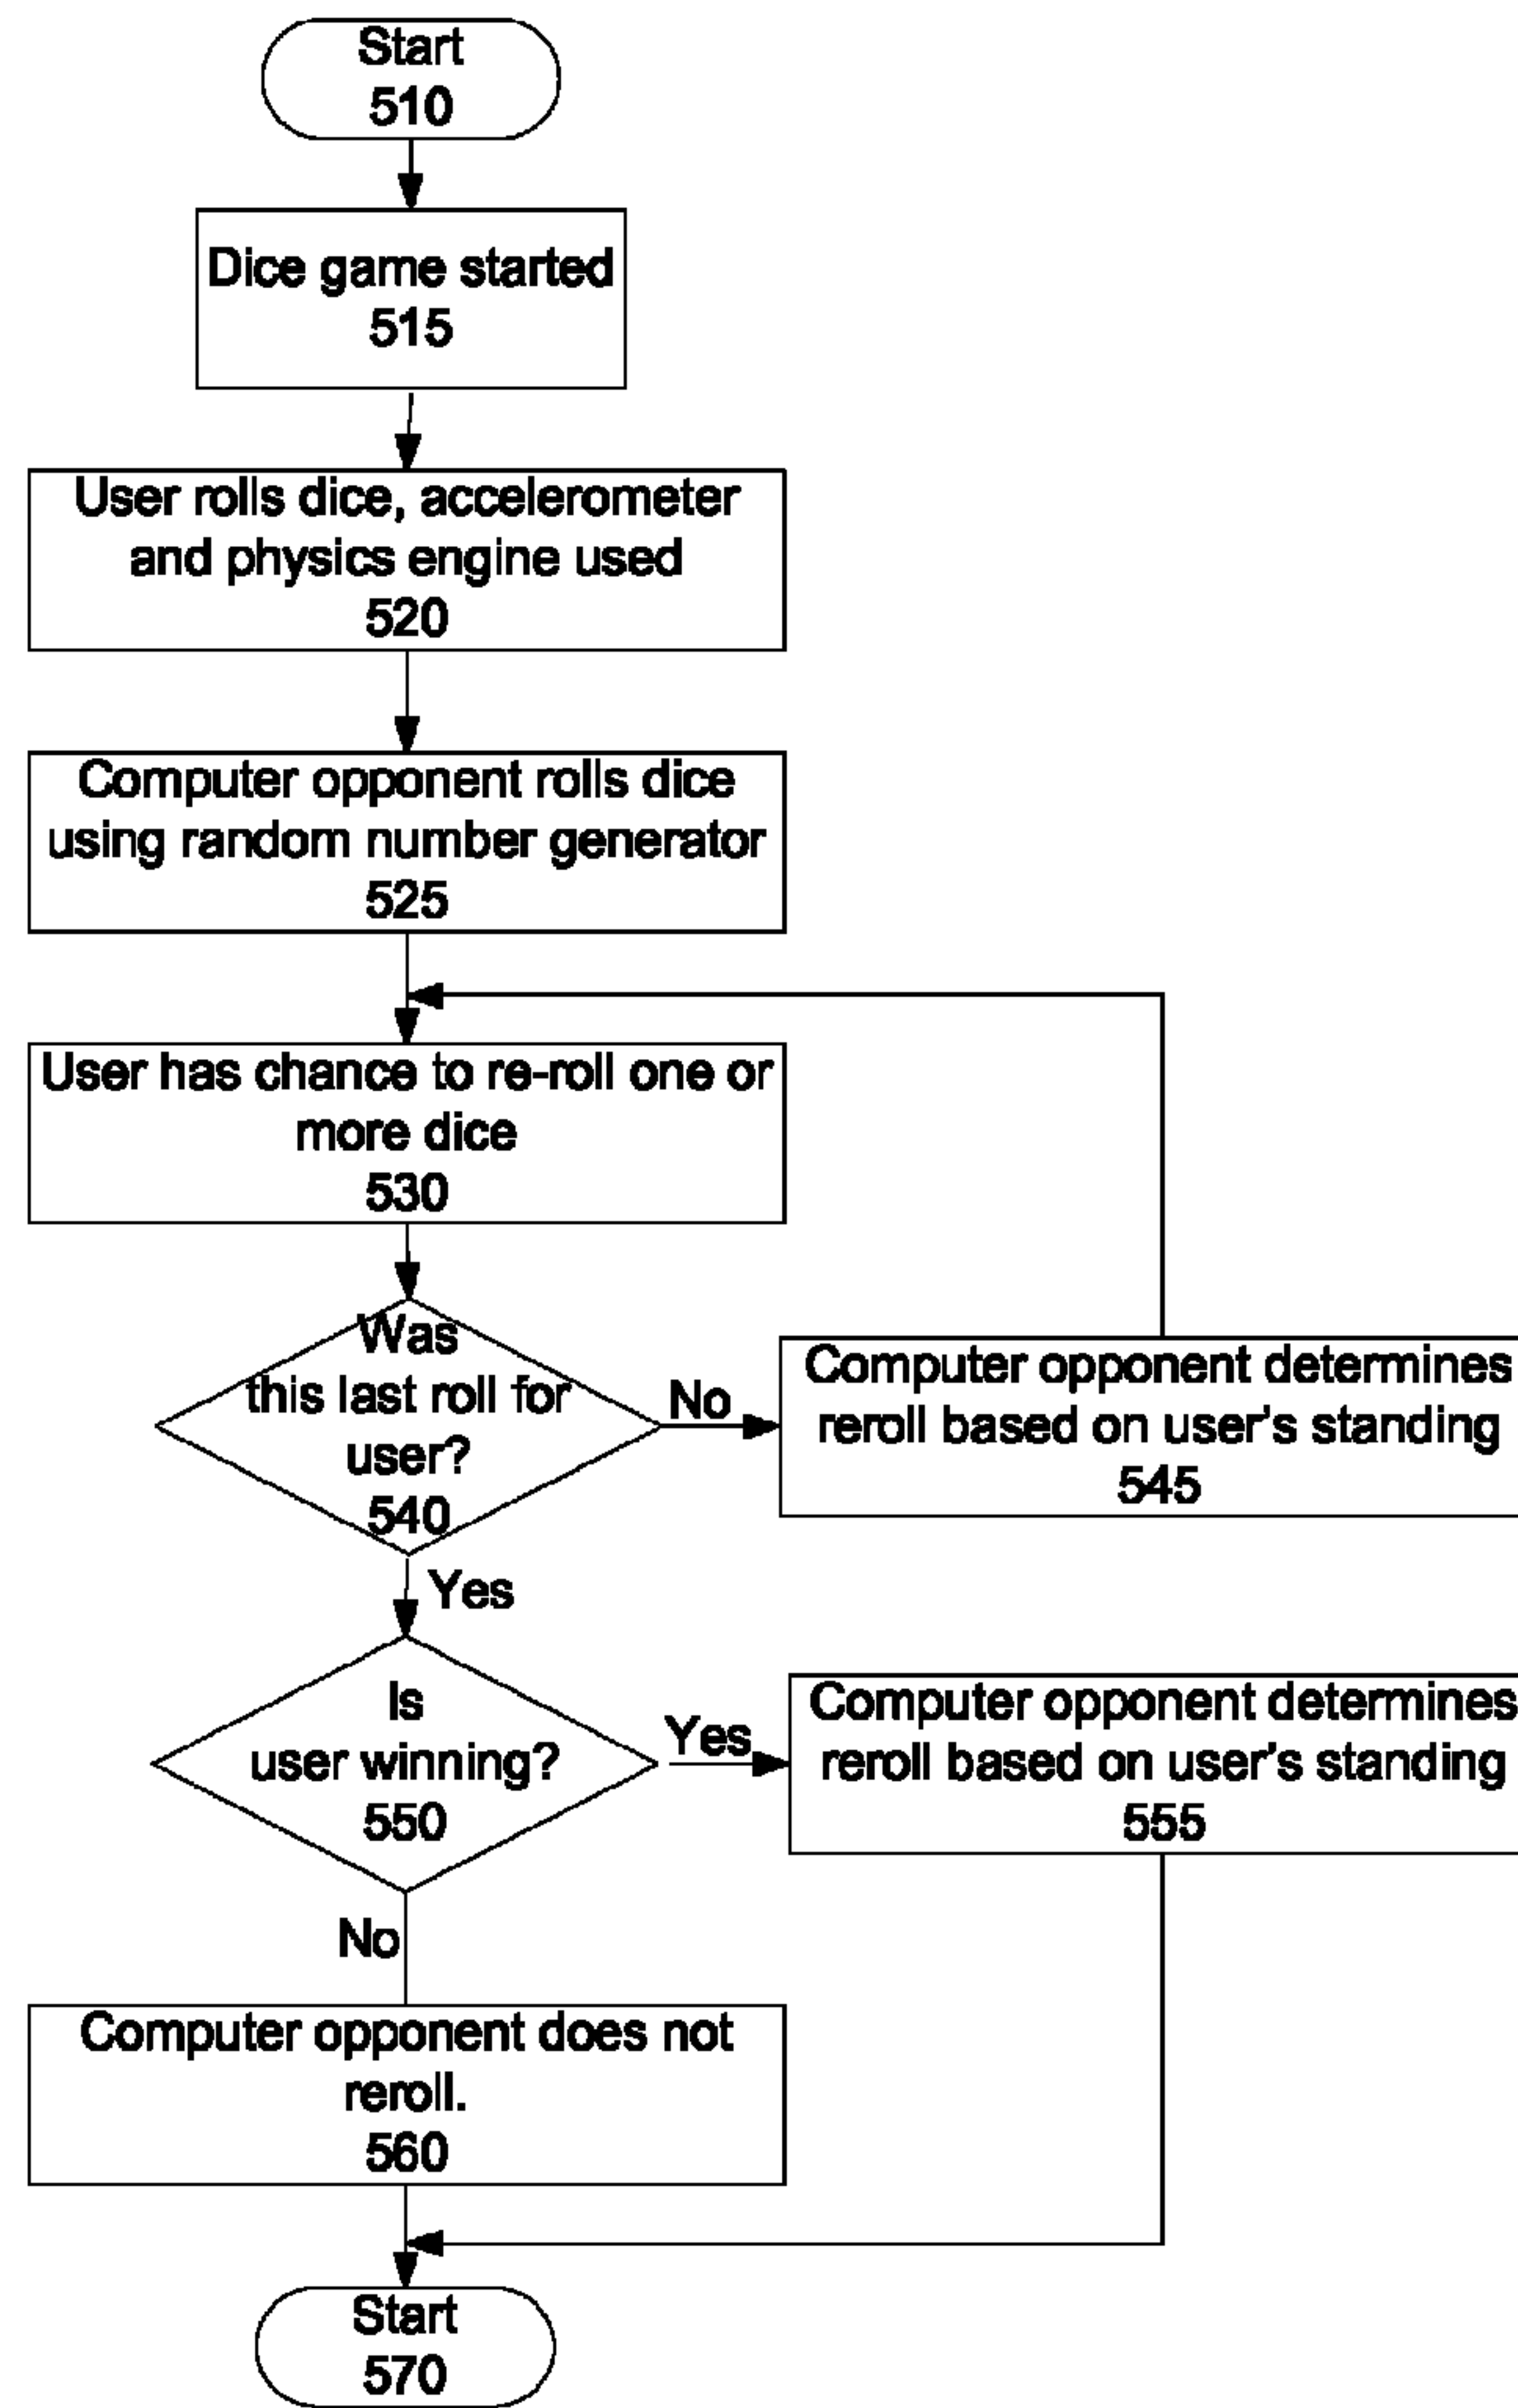 Start
510
Dice game started
515
User rolls dice, accelerometer
and physics engine used
520
Computer opponent rolls dice
using random number generator
525
User has chance to re-roll one or
more dice
530
Was
this last roll for
user?
540
No
Computer opponent determines
reroll based on user's standing
545
Yes
Is
user winning?
550
Yes
Computer opponent determines
reroll based on user's standing
555
No
Computer opponent does not
reroll.
560
Start
570